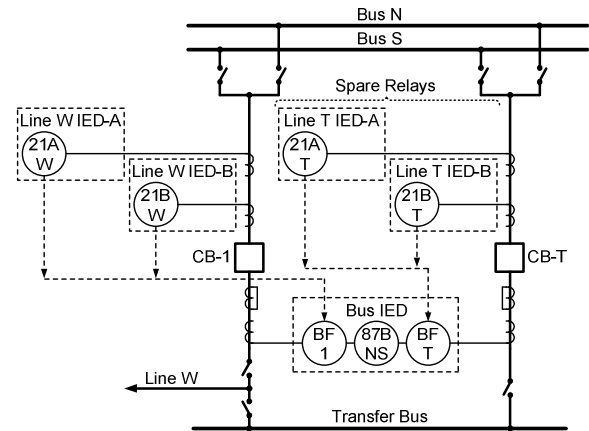 Bus N
Bus S
Spare Relays
Line W IED-A
21A
W
Line T IED-A
21A
T
Line W IED-B
21B
W
Line T IED-B
21B
T
CB-1
CB-T
Bus IED
BF
1
87B
NS
BF
T
Line W
Transfer Bus